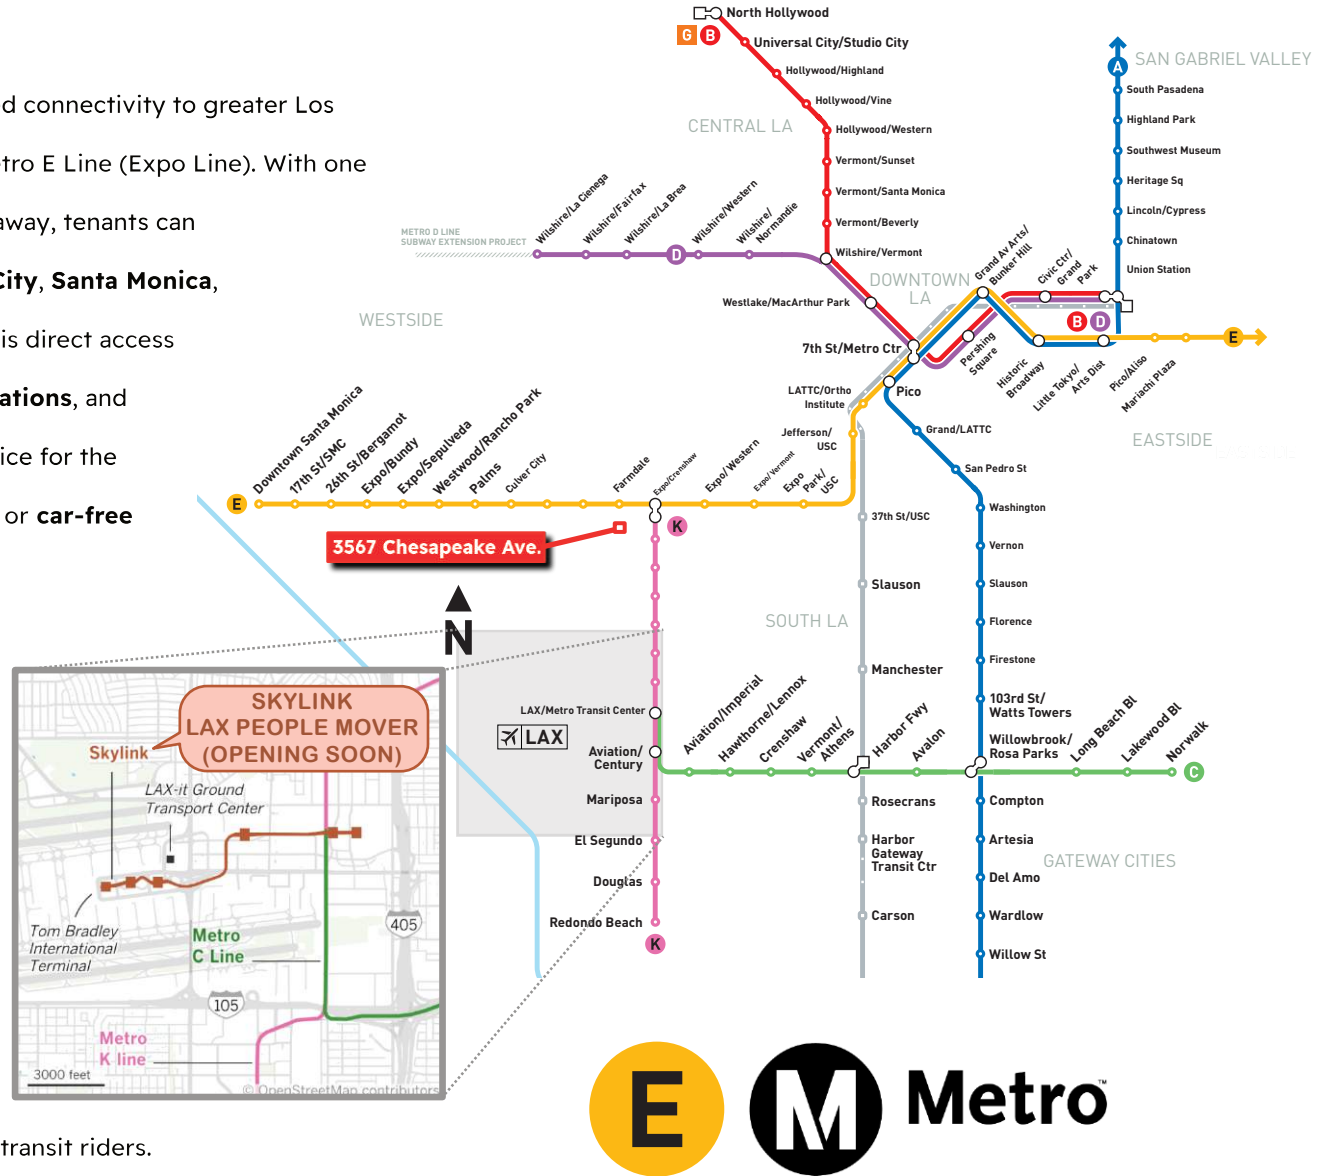 d connectivity to greater Los
tro E Line (Expo Line). With one
away, tenants can
City, Santa Monica,
is direct access
ations, and
ice for the
or car-free
transit riders.
North Hollywood
G B
Universal City/Studio City
Hollywood/Highland
Hollywood/Vine
CENTRAL LA
Hollywood/Western
Vermont/Sunset
Vermont/Santa Monica
Vermont/Beverly
Wilshire/Vermont
A
SAN GABRIEL VALLEY
South Pasadena
Highland Park
Southwest Museum
Heritage Sq
Lincoln/Cypress
Chinatown
Union Station
METRO D LINE
SUBWAY EXTENSION PROJECT
Wilshire/La Cienega
Wilshire/Fairfax
Wilshire/La Brea
D
Wilshire/Western
Wilshire/
Normandie
WESTSIDE
Westlake/MacArthur Park
DOWNTOWN
LA
Grand Av Arts/
Bunker Hill
Civic Ctr/
Grand
Park
B D
7th St/Metro Ctr
Pershing
Square
Historic
Broadway
Little Tokyo/
Arts Dist
Pico/Aliso
Mariachi Plaza
E
EASTSIDE
Pico
LATTC/Ortho
Institute
Jefferson/
USC
Grand/LATTC
San Pedro St
Washington
Vernon
Slauson
Florence
Firestone
103rd St/
Watts Towers
Willowbrook/
Rosa Parks
E
Downtown Santa Monica
17th St/SMC
26th St/Bergamot
Expo/Bundy
Expo/Sepulveda
Westwood/Rancho Park
Palms
Culver City
Farmdale
Expo/Crenshaw
Expo/Western
Expo/Vermont
Expo
Park/
USC
K
3567 Chesapeake Ave.
N
37th St/USC
Slauson
SOUTH LA
Manchester
LAX/Metro Transit Center
LAX
Aviation/
Century
Mariposa
El Segundo
Douglas
Redondo Beach
K
Aviation/Imperial
Hawthorne/Lennox
Crenshaw
Vermont/
Athens
Harbor Fwy
Avalon
Long Beach Bl
Lakewood Bl
Norwalk
C
Rosecrans
Harbor
Gateway
Transit Ctr
Carson
Compton
Artesia
Del Amo
Wardlow
Willow St
GATEWAY CITIES
SKYLINK
LAX PEOPLE MOVER
(OPENING SOON)
Skylink
LAX-it Ground
Transport Center
Tom Bradley
International
Terminal
Metro
C Line
405
105
Metro
K line
3000 feet
© OpenStreetMap contributors
E
M
Metro™